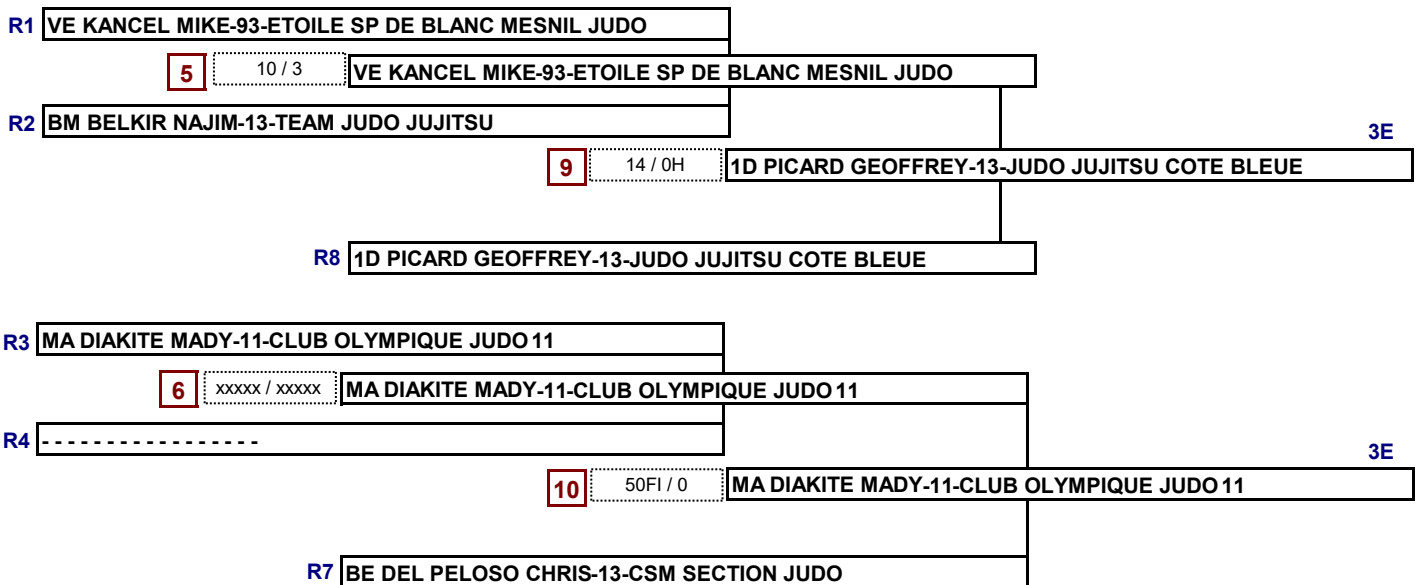 R1 VE KANCEL MIKE-93-ETOILE SP DE BLANC MESNIL JUDO
5 10 / 3 VE KANCEL MIKE-93-ETOILE SP DE BLANC MESNIL JUDO
R2 BM BELKIR NAJIM-13-TEAM JUDO JUJITSU
3E
9 14 / 0H 1D PICARD GEOFFREY-13-JUDO JUJITSU COTE BLEUE
R8 1D PICARD GEOFFREY-13-JUDO JUJITSU COTE BLEUE
R3 MA DIAKITE MADY-11-CLUB OLYMPIQUE JUDO 11
6 xxxxx / xxxxx MA DIAKITE MADY-11-CLUB OLYMPIQUE JUDO 11
R4 - - - - - - - - - - - - - - - - -
3E
10 50FI / 0 MA DIAKITE MADY-11-CLUB OLYMPIQUE JUDO 11
R7 BE DEL PELOSO CHRIS-13-CSM SECTION JUDO